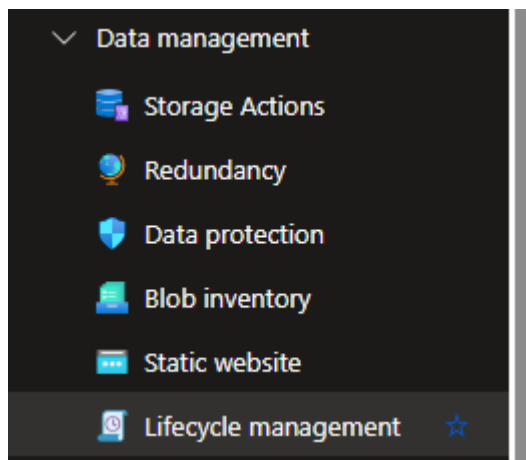 Data management
Storage Actions
Redundancy
Data protection
Blob inventory
Static website
Lifecycle management